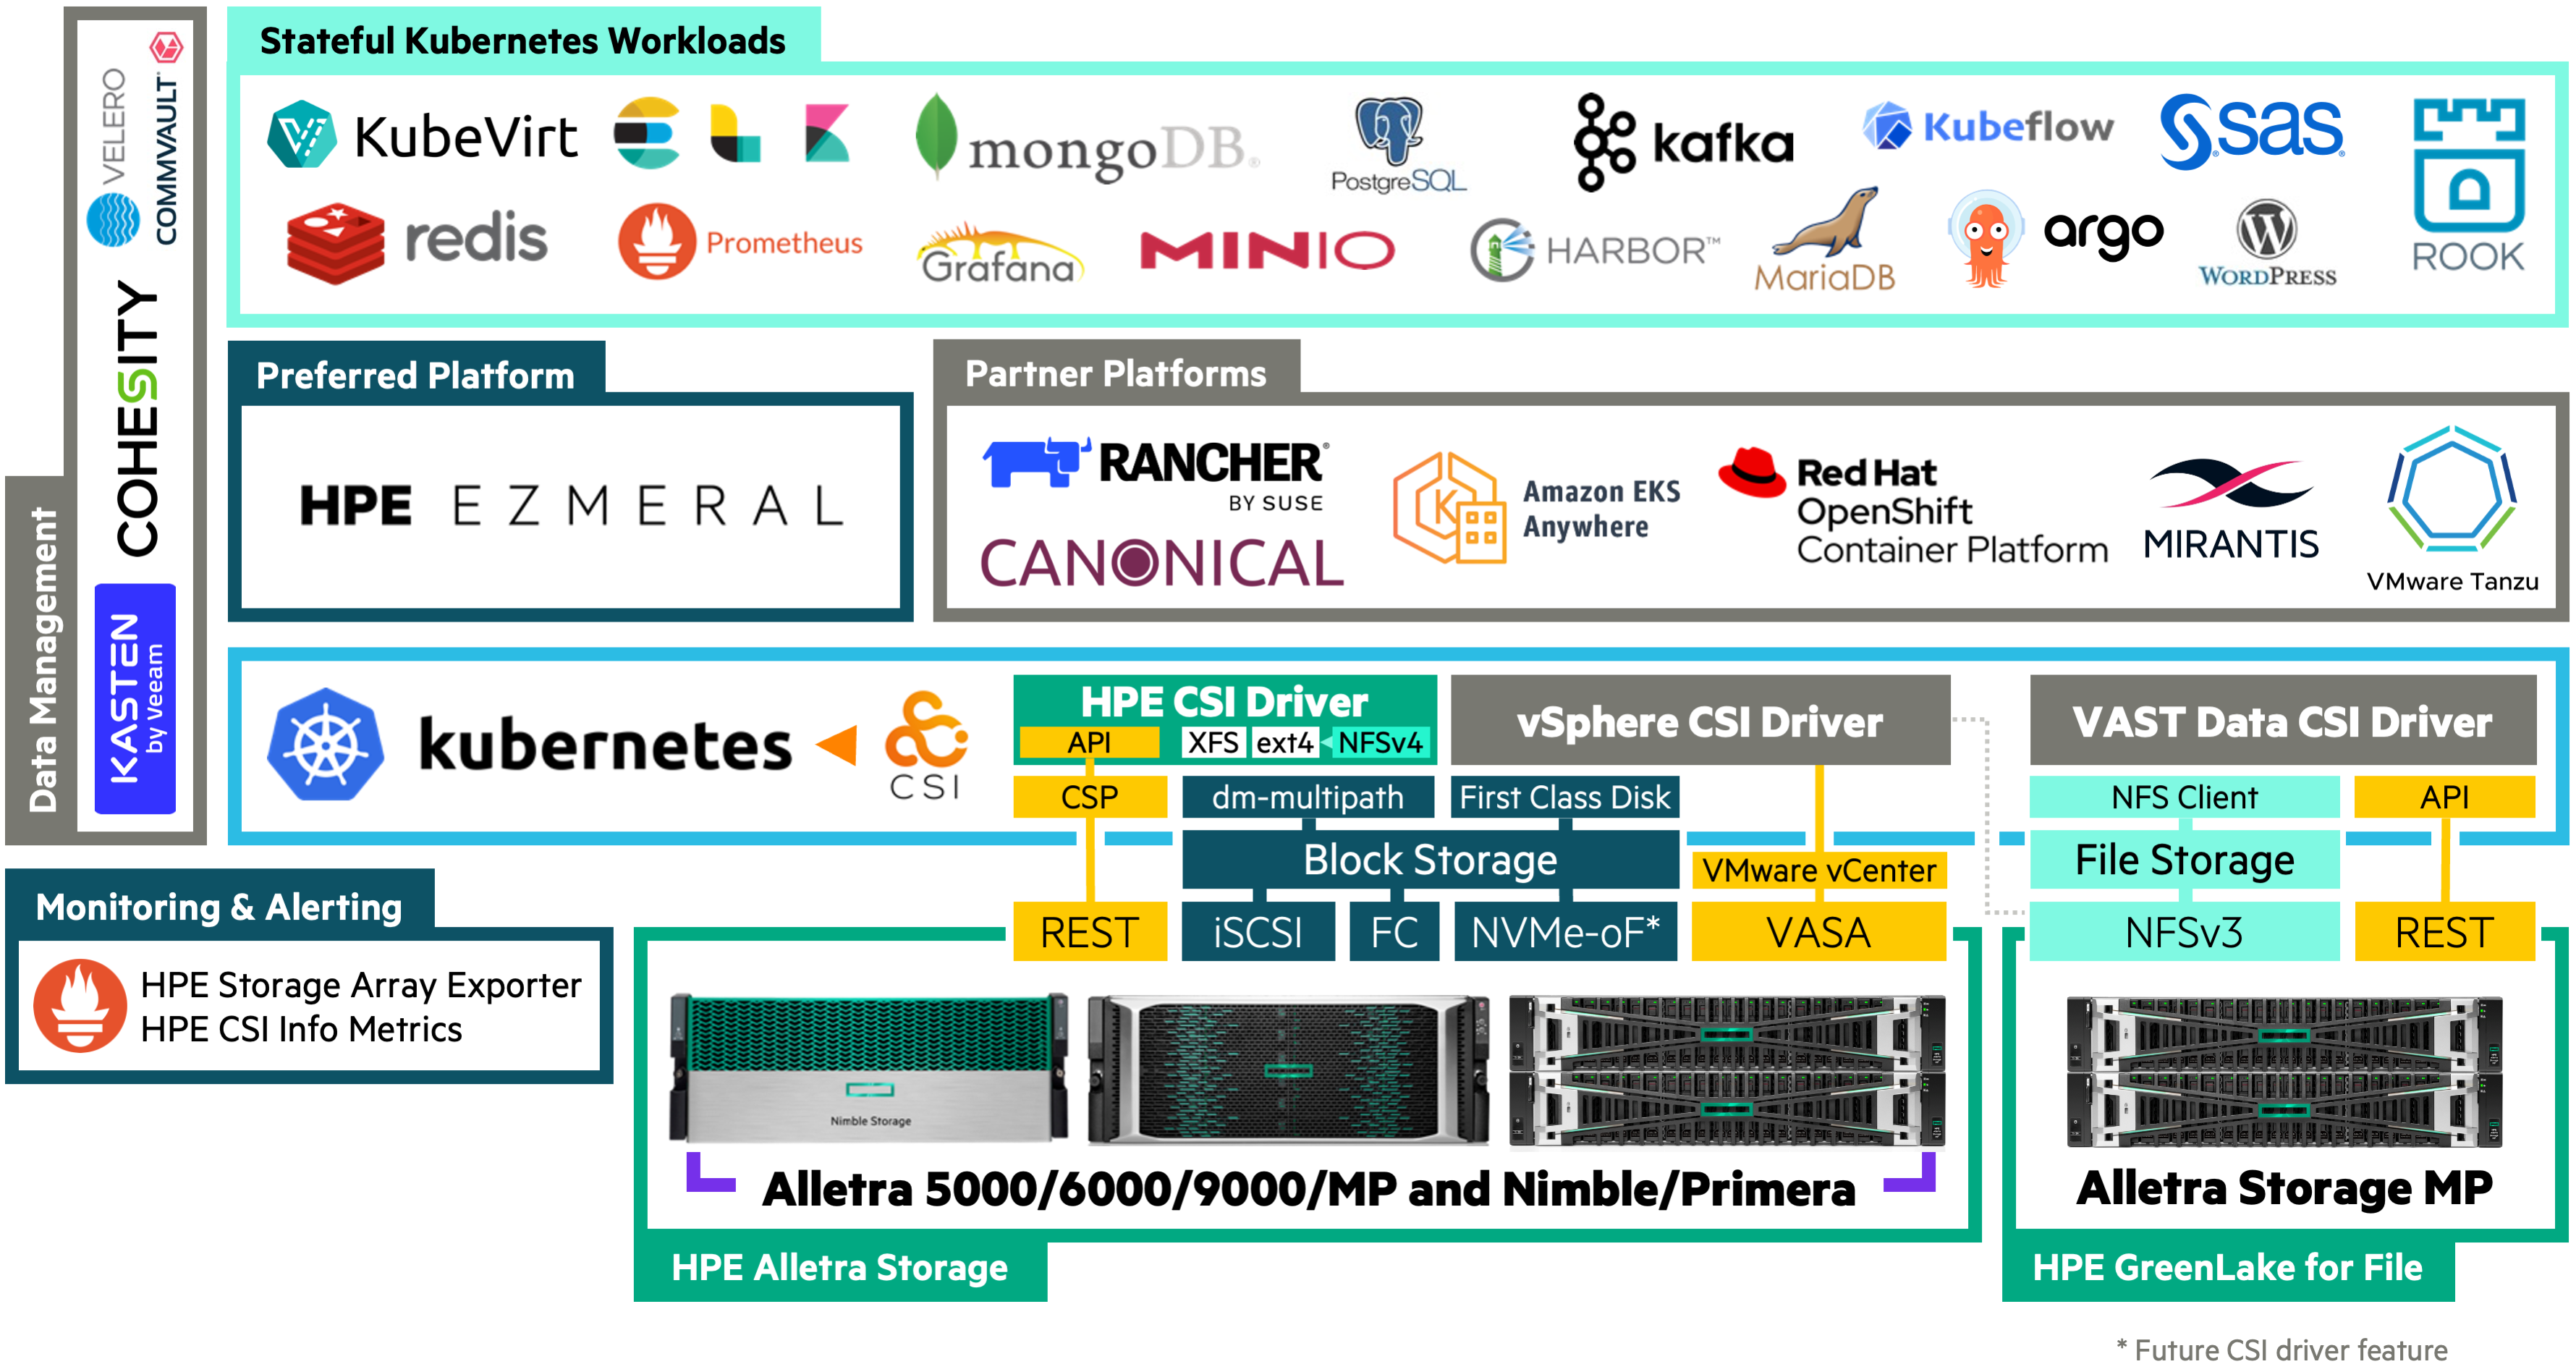 Stateful Kubernetes Workloads
KubeVirt
mongoDB®
PostgreSQL
kafka
Kubeflow
sas
ROOK
redis
Prometheus
Grafana
MINIO
HARBOR™
MariaDB
argo
WORDPRESS
Data Management
VELERO
COMMVAULT
COHESITY
KASTEN
by Veeam
Preferred Platform
HPE EZMERAL
Partner Platforms
RANCHER®
BY SUSE
CANONICAL
Amazon EKS
Anywhere
Red Hat
OpenShift
Container Platform
MIRANTIS
VMware Tanzu
kubernetes
CSI
HPE CSI Driver
API
XFS
ext4
NFSv4
CSP
dm-multipath
First Class Disk
vSphere CSI Driver
VAST Data CSI Driver
NFS Client
API
Block Storage
VMware vCenter
File Storage
REST
iSCSI
FC
NVMe-oF*
VASA
NFSv3
REST
Monitoring & Alerting
HPE Storage Array Exporter
HPE CSI Info Metrics
Nimble Storage
Alletra 5000/6000/9000/MP and Nimble/Primera
Alletra Storage MP
HPE Alletra Storage
HPE GreenLake for File
* Future CSI driver feature